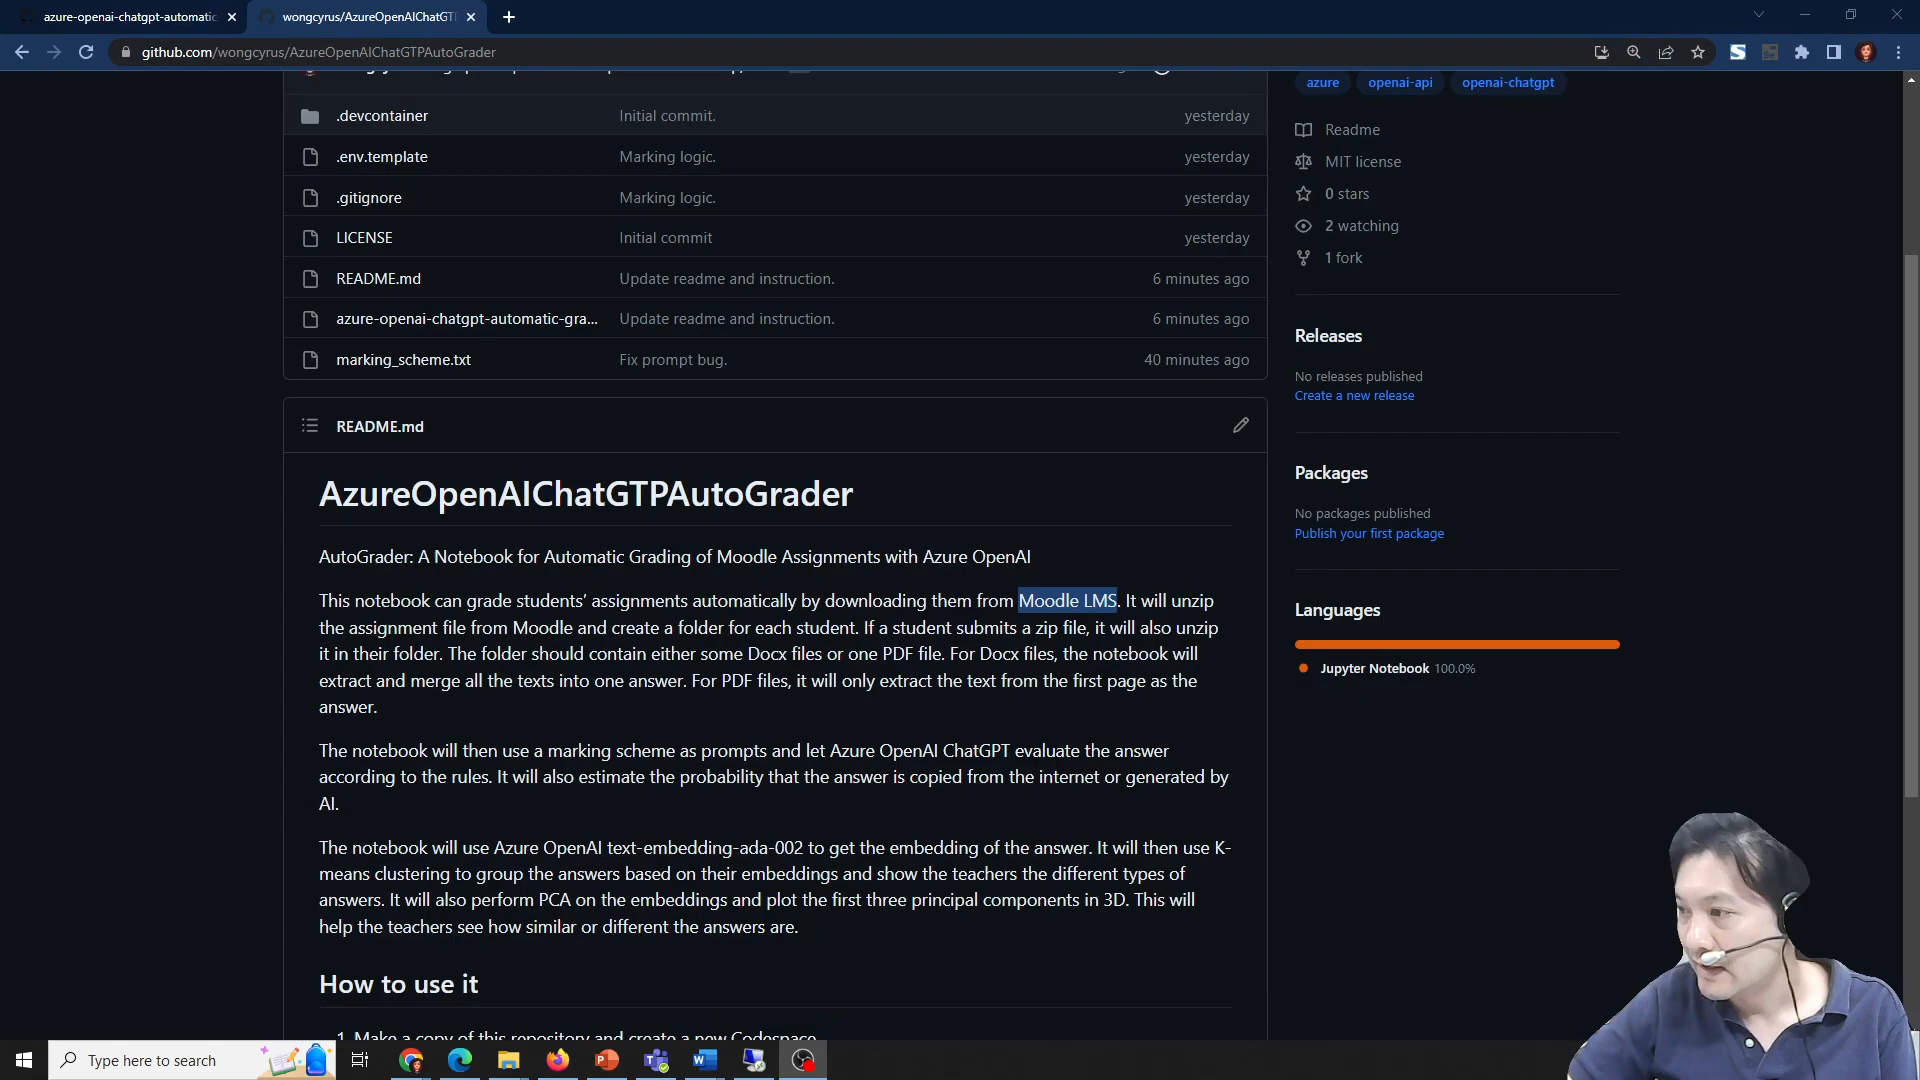 azure-openai-chatgpt-automatic
wongcyrus/AzureOpenAIChatGTP
github.com/wongcyrus/AzureOpenAIChatGTPAutoGrader
azure openai-api openai-chatgpt
.devcontainer Initial commit. yesterday
.env.template Marking logic. yesterday
.gitignore Marking logic. yesterday
LICENSE Initial commit yesterday
README.md Update readme and instruction. 6 minutes ago
azure-openai-chatgpt-automatic-gra... Update readme and instruction. 6 minutes ago
marking_scheme.txt Fix prompt bug. 40 minutes ago
Readme
MIT license
0 stars
2 watching
1 fork
Releases
No releases published
Create a new release
Packages
No packages published
Publish your first package
Languages
Jupyter Notebook 100.0%
README.md
AzureOpenAIChatGTPAutoGrader
AutoGrader: A Notebook for Automatic Grading of Moodle Assignments with Azure OpenAI
This notebook can grade students’ assignments automatically by downloading them from Moodle LMS. It will unzip
the assignment file from Moodle and create a folder for each student. If a student submits a zip file, it will also unzip
it in their folder. The folder should contain either some Docx files or one PDF file. For Docx files, the notebook will
extract and merge all the texts into one answer. For PDF files, it will only extract the text from the first page as the
answer.
The notebook will then use a marking scheme as prompts and let Azure OpenAI ChatGPT evaluate the answer
according to the rules. It will also estimate the probability that the answer is copied from the internet or generated by
AI.
The notebook will use Azure OpenAI text-embedding-ada-002 to get the embedding of the answer. It will then use K-
means clustering to group the answers based on their embeddings and show the teachers the different types of
answers. It will also perform PCA on the embeddings and plot the first three principal components in 3D. This will
help the teachers see how similar or different the answers are.
How to use it
1. Make a copy of this repository and create a new Codespace
Type here to search